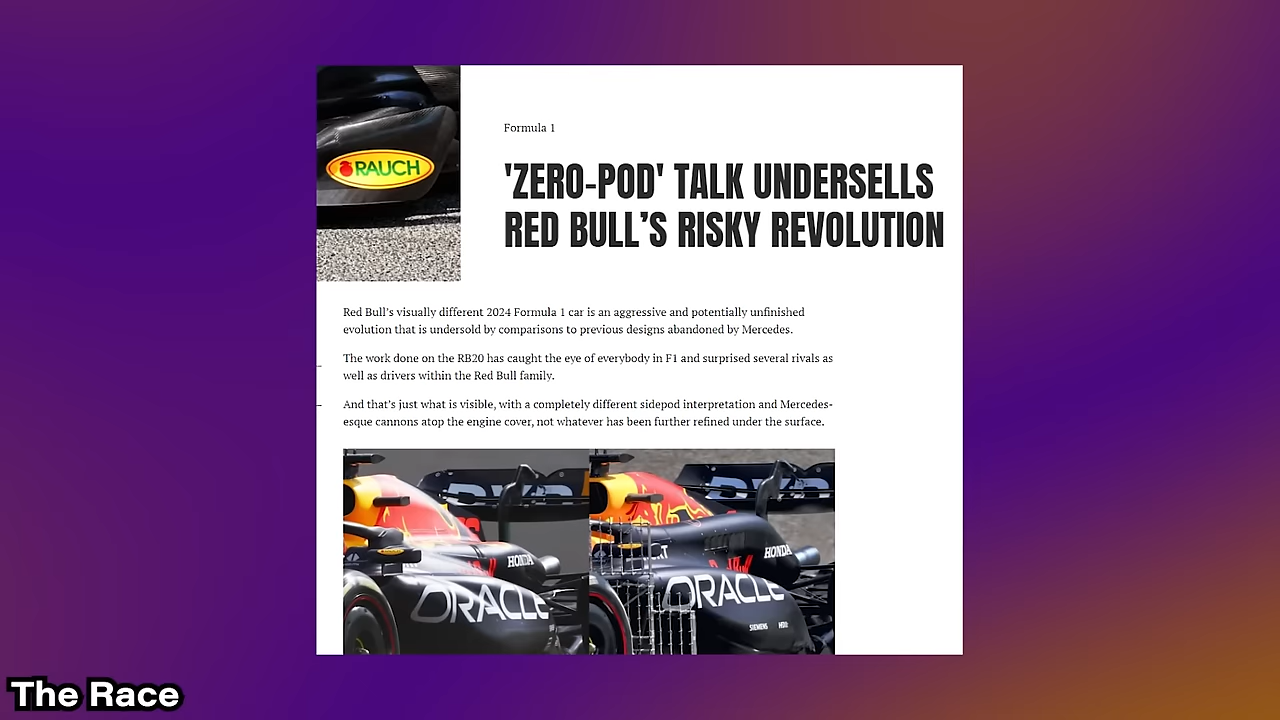 RAUCH
Formula 1
'ZERO-POD' TALK UNDERSELLS
RED BULL’S RISKY REVOLUTION
Red Bull’s visually different 2024 Formula 1 car is an aggressive and potentially unfinished
evolution that is undersold by comparisons to previous designs abandoned by Mercedes.
The work done on the RB20 has caught the eye of everybody in F1 and surprised several rivals as
well as drivers within the Red Bull family.
And that’s just what is visible, with a completely different sidepod interpretation and Mercedes-
esque cannons atop the engine cover, not whatever has been further refined under the surface.
HONDA
ORACLE
HONDA
ORACLE
SIEMENS
The Race